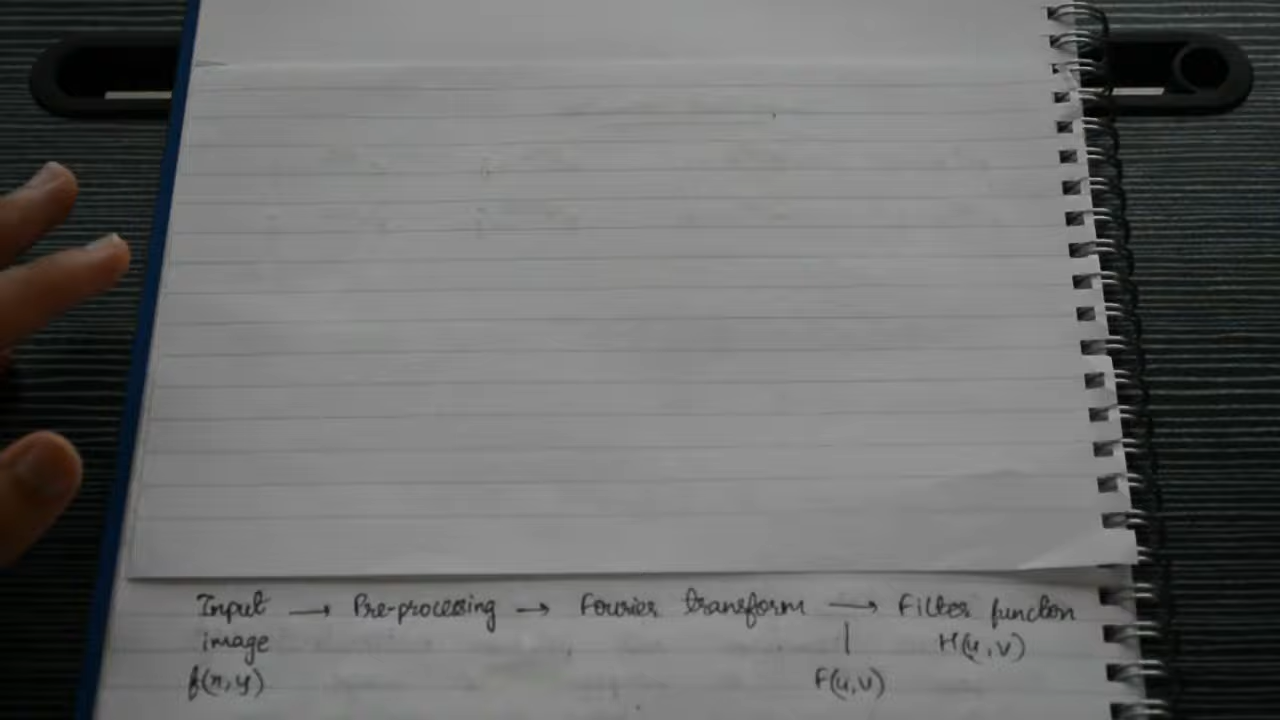 Input → Pre-processing → Fourier transform → Filter function
image | H(u,v)
f(x,y) F(u,v)